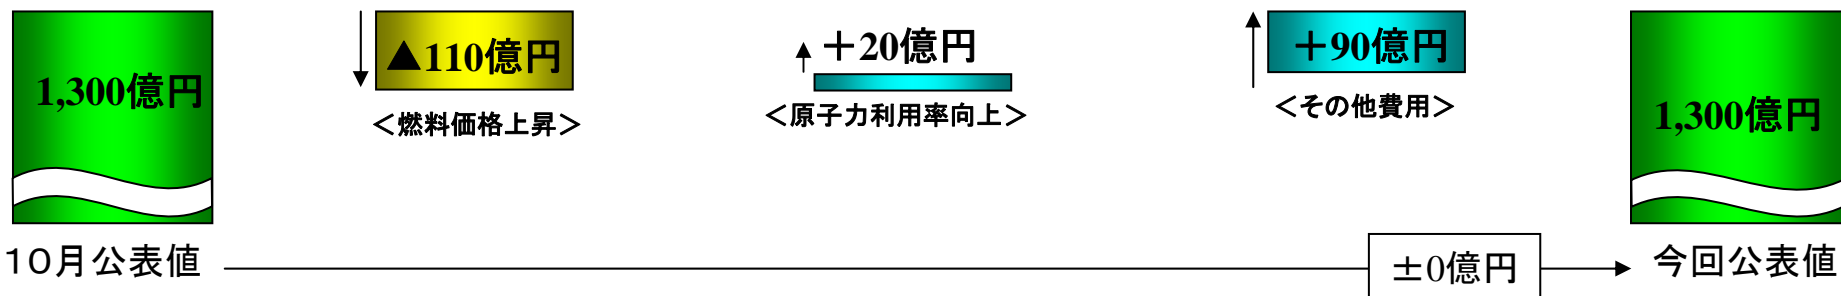 1,300億円
▲110億円
＜燃料価格上昇＞
＋20億円
＜原子力利用率向上＞
＋90億円
＜その他費用＞
1,300億円
10月公表値
±0億円
今回公表値